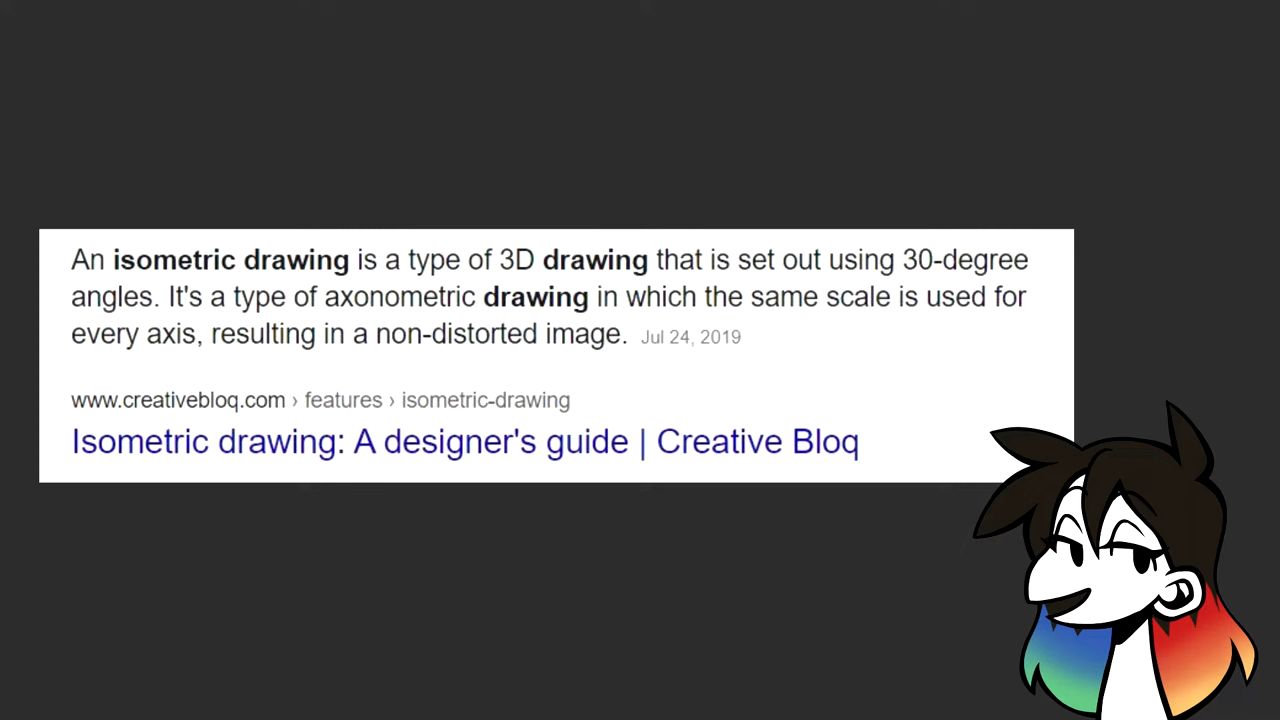 An isometric drawing is a type of 3D drawing that is set out using 30-degree
angles. It's a type of axonometric drawing in which the same scale is used for
every axis, resulting in a non-distorted image. Jul 24, 2019
www.creativebloq.com › features › isometric-drawing
Isometric drawing: A designer's guide | Creative Bloq